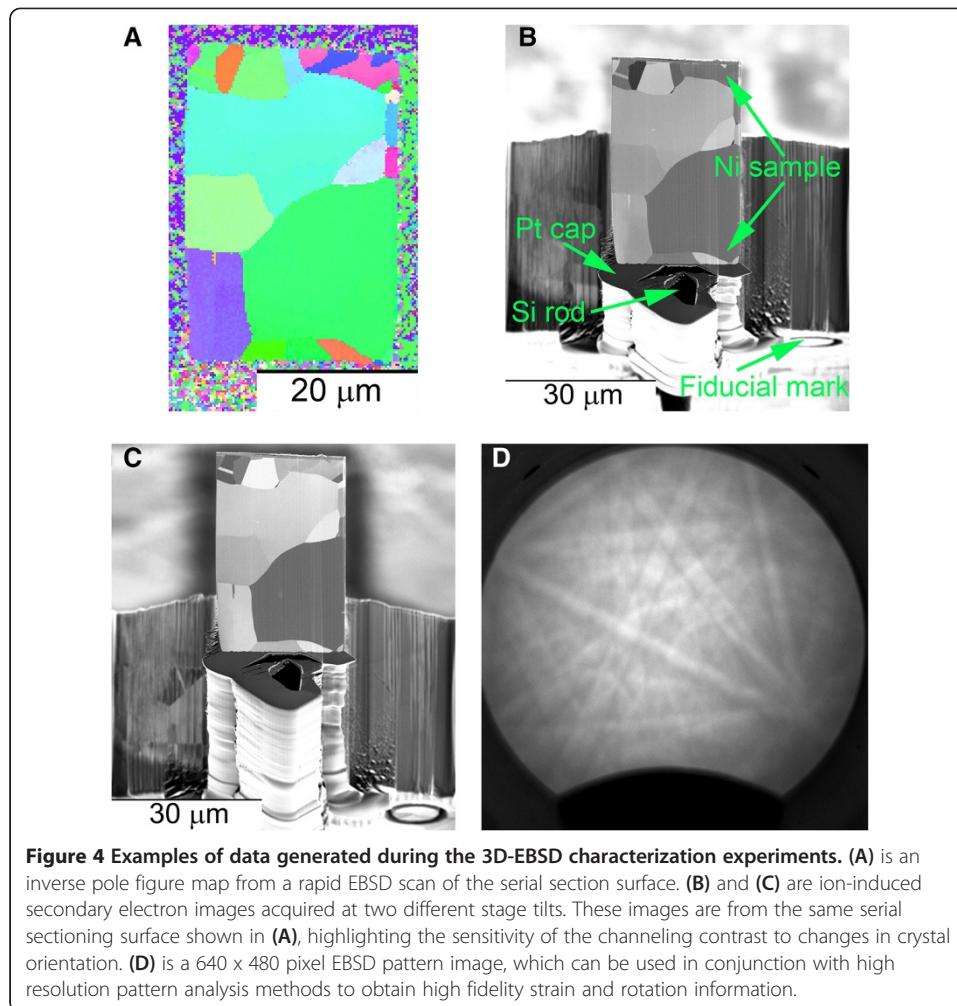 A
20 μm
B
Ni sample
Pt cap
Si rod
Fiducial mark
30 μm
C
30 μm
D
Figure 4 Examples of data generated during the 3D-EBSD characterization experiments. (A) is an
inverse pole figure map from a rapid EBSD scan of the serial section surface. (B) and (C) are ion-induced
secondary electron images acquired at two different stage tilts. These images are from the same serial
sectioning surface shown in (A), highlighting the sensitivity of the channeling contrast to changes in crystal
orientation. (D) is a 640 x 480 pixel EBSD pattern image, which can be used in conjunction with high
resolution pattern analysis methods to obtain high fidelity strain and rotation information.